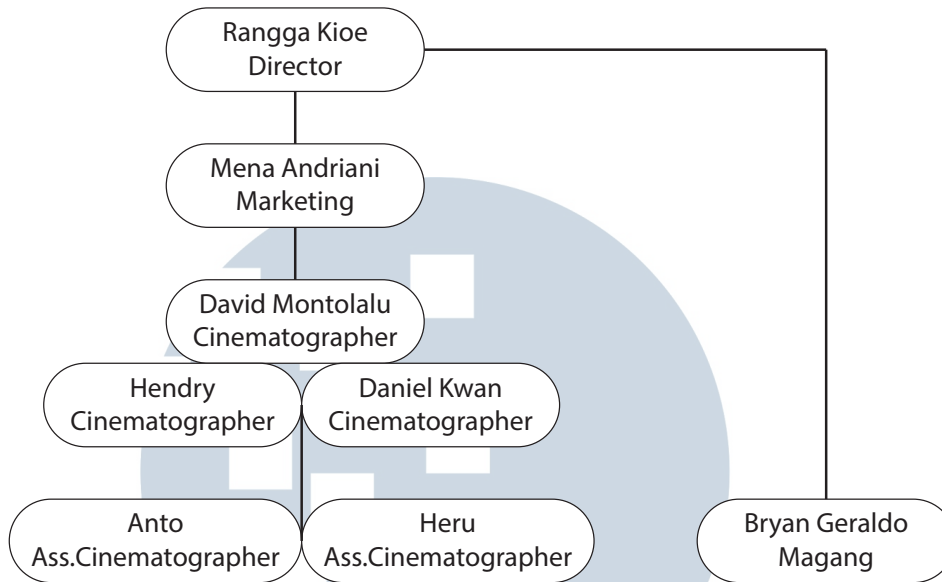 Rangga Kioe
Director
Mena Andriani
Marketing
David Montolalu
Cinematographer
Hendry
Cinematographer
Daniel Kwan
Cinematographer
Anto
Ass.Cinematographer
Heru
Ass.Cinematographer
Bryan Geraldo
Magang